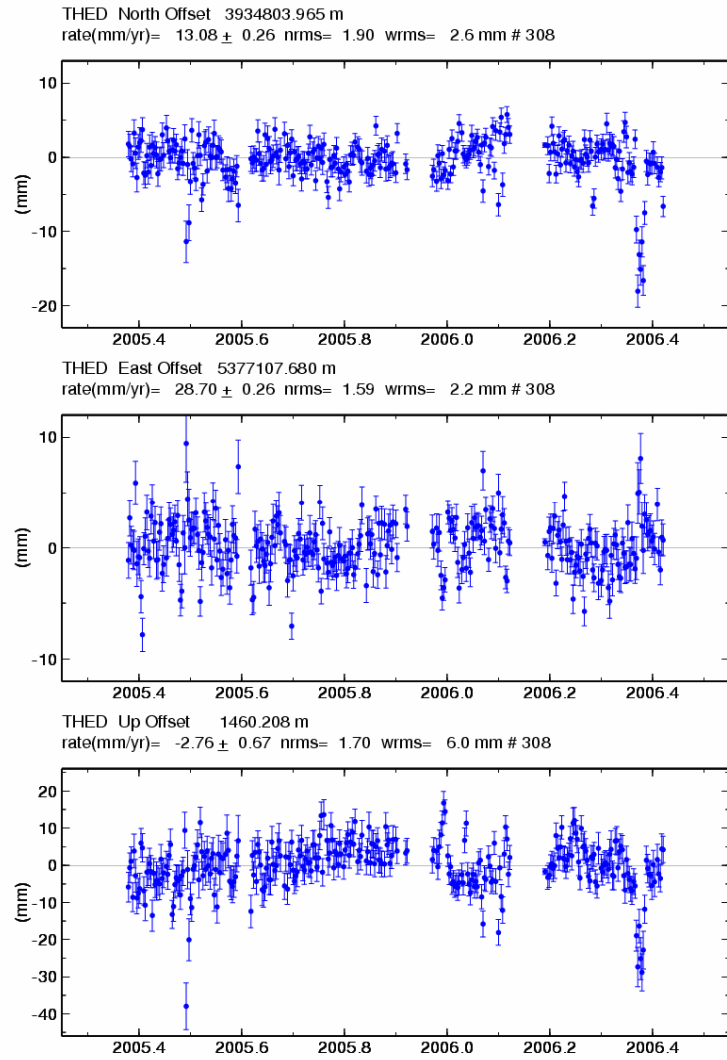 THED North Offset 3934803.965 m
rate(mm/yr)= 13.08 ± 0.26 nrms= 1.90 wrms= 2.6 mm # 308
10
0
-10
-20
(mm)
2005.4 2005.6 2005.8 2006.0 2006.2 2006.4
THED East Offset 5377107.680 m
rate(mm/yr)= 28.70 ± 0.26 nrms= 1.59 wrms= 2.2 mm # 308
10
0
-10
(mm)
2005.4 2005.6 2005.8 2006.0 2006.2 2006.4
THED Up Offset 1460.208 m
rate(mm/yr)= -2.76 ± 0.67 nrms= 1.70 wrms= 6.0 mm # 308
20
10
0
-10
-20
-30
-40
(mm)
2005.4 2005.6 2005.8 2006.0 2006.2 2006.4